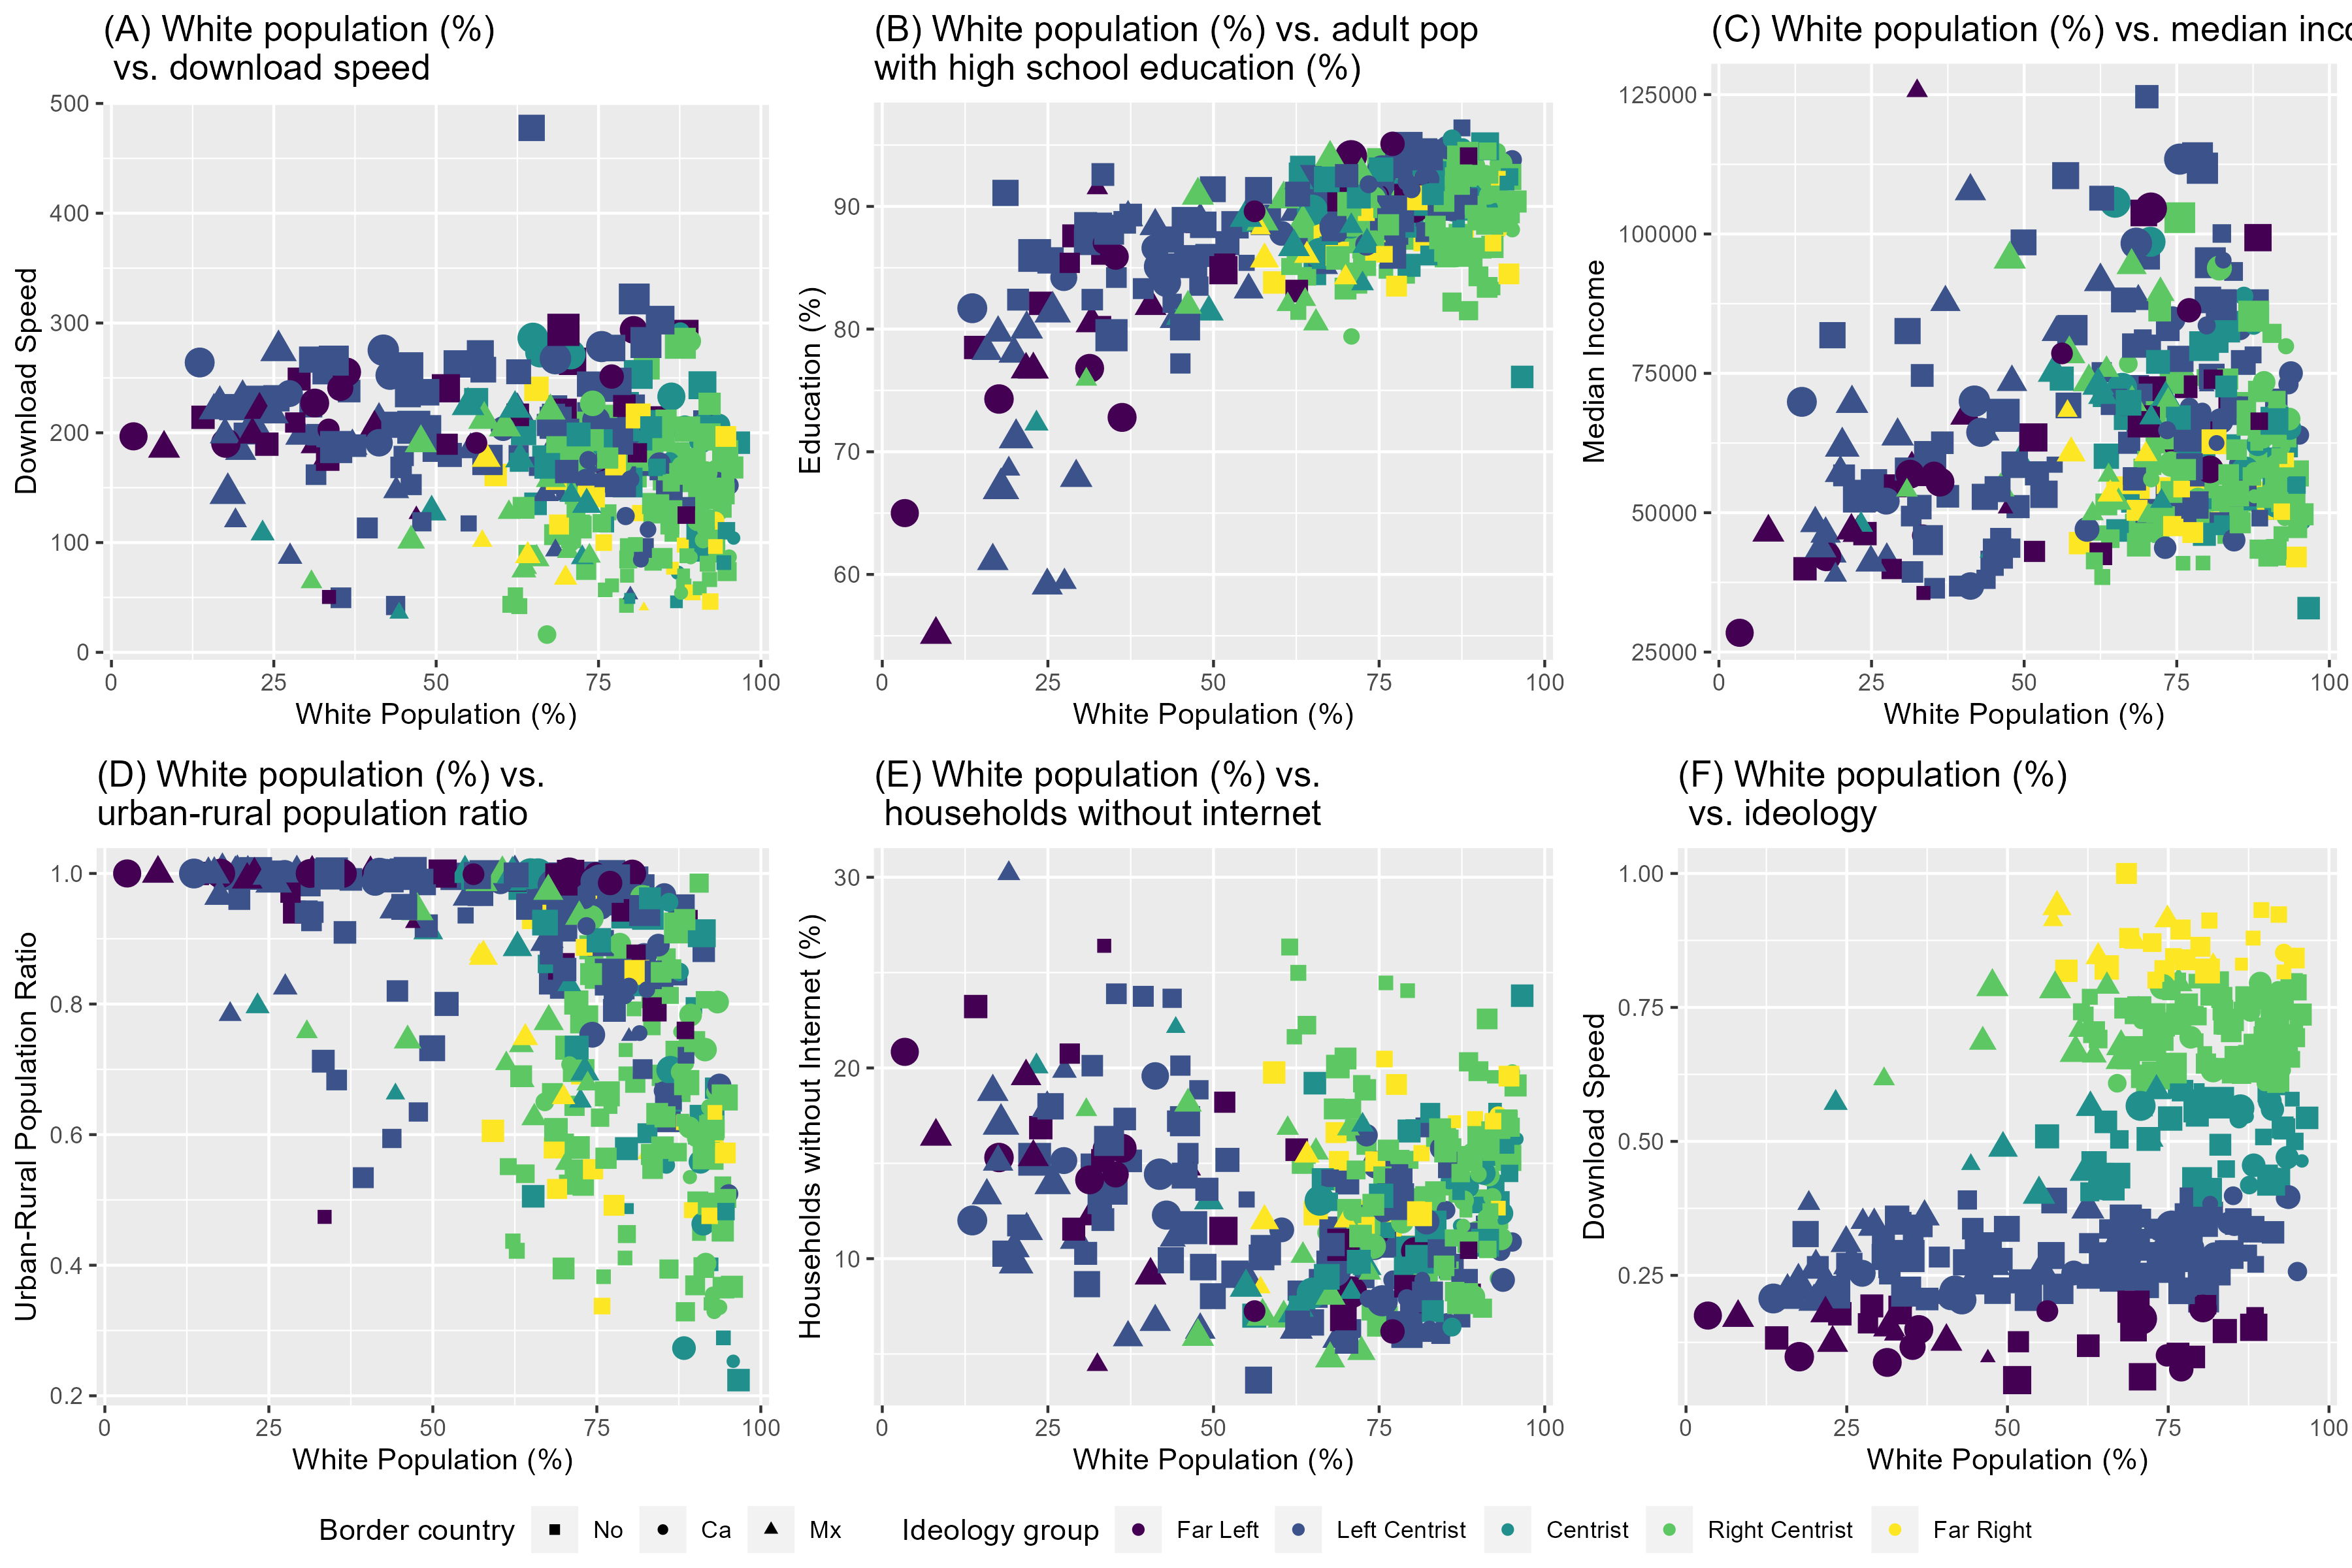 (A) White population (%)
vs. download speed
(B) White population (%) vs. adult pop
with high school education (%)
(C) White population (%) vs. median inco
500
400
300
200
100
0
Download Speed
0 25 50 75 100
White Population (%)
90
80
70
60
Education (%)
0 25 50 75 100
White Population (%)
125000
100000
75000
50000
25000
Median Income
0 25 50 75 100
White Population (%)
(D) White population (%) vs.
urban-rural population ratio
(E) White population (%) vs.
households without internet
(F) White population (%)
vs. ideology
1.0
0.8
0.6
0.4
0.2
Urban-Rural Population Ratio
0 25 50 75 100
White Population (%)
30
20
10
Households without Internet (%)
0 25 50 75 100
White Population (%)
1.00
0.75
0.50
0.25
Download Speed
0 25 50 75 100
White Population (%)
Border country No Ca Mx Ideology group Far Left Left Centrist Centrist Right Centrist Far Right